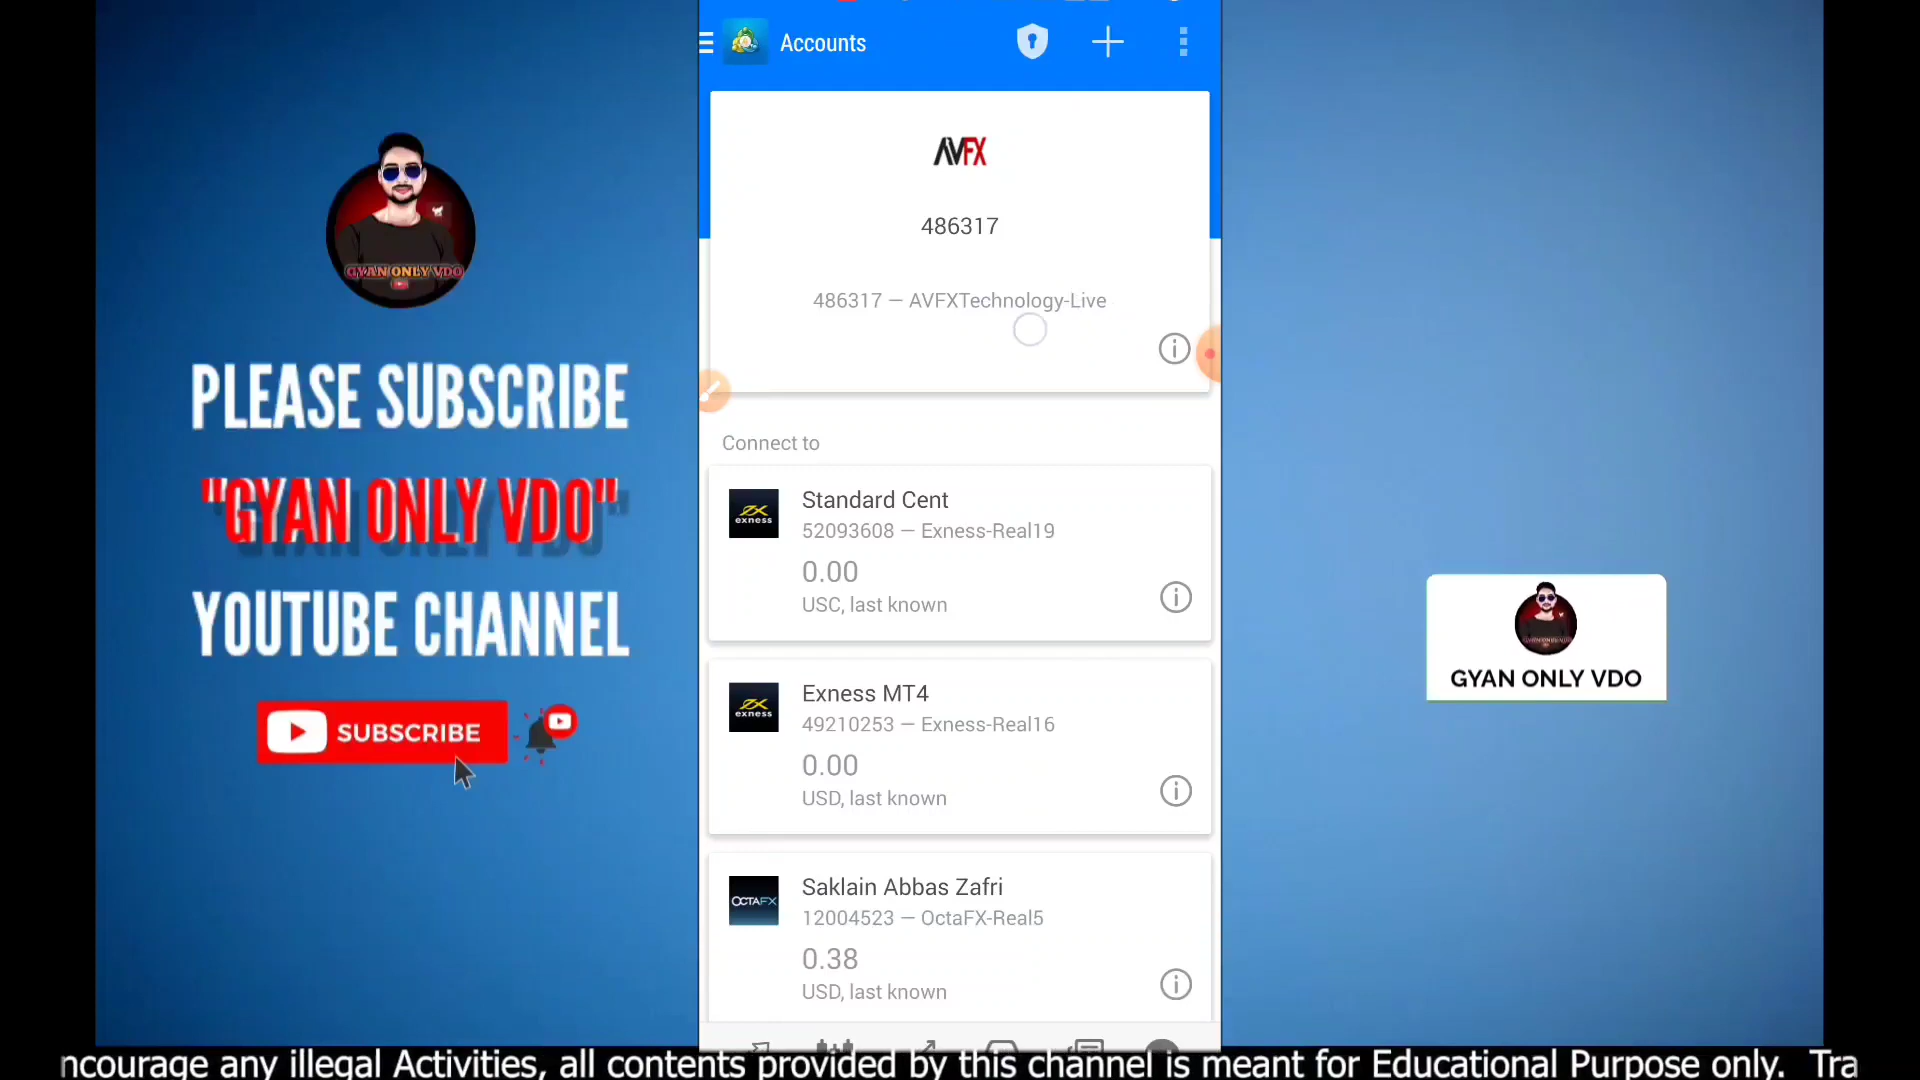 Accounts
AVFX
486317
486317 — AVFXTechnology-Live
Connect to
exness
Standard Cent
52093608 — Exness-Real19
0.00
USC, last known
exness
Exness MT4
49210253 — Exness-Real16
0.00
USD, last known
OCTAFX
Saklain Abbas Zafri
12004523 — OctaFX-Real5
0.38
USD, last known
GYAN ONLY VDO
PLEASE SUBSCRIBE
"GYAN ONLY VDO"
YOUTUBE CHANNEL
SUBSCRIBE
GYAN ONLY VDO
ncourage any illegal Activities, all contents provided by this channel is meant for Educational Purpose only. Tra